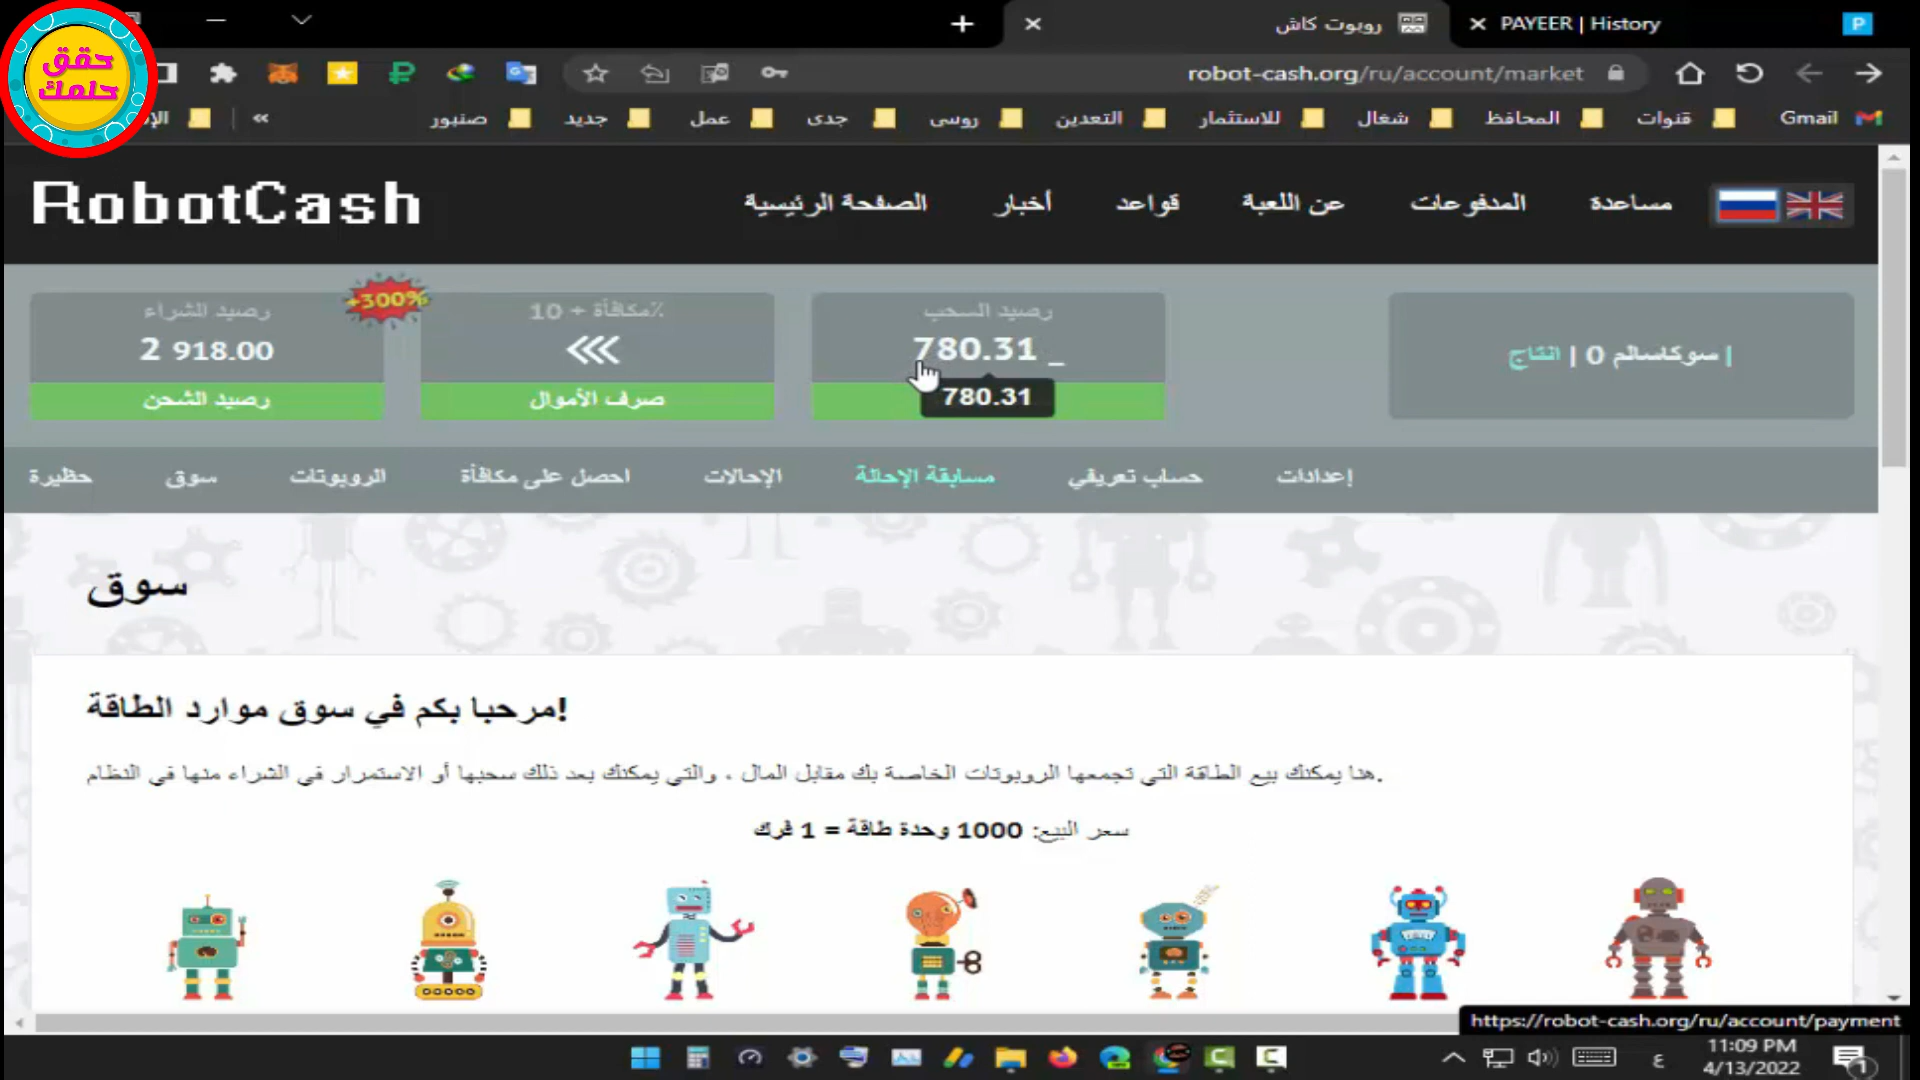 حقق
حلمك
روبوت كاش
PAYEER | History
robot-cash.org/ru/account/market
Gmail
قنوات
المحافظ
شغال
للاستثمار
التعدين
روسى
جدى
عمل
جديد
صنبور
»
RobotCash
مساعدة
المدفوعات
عن اللعبة
قواعد
أخبار
الصفحة الرئيسية
رصيد الشراء
2 918.00
رصيد الشحن
+300%
٪مكافأة + 10
صرف الأموال
رصيد السحب
780.31 _
780.31
| سوكاسالم 0 | انتاج
إعدادات
حساب تعريفي
مسابقة الإحالة
الإحالات
احصل على مكافأة
الروبوتات
سوق
حظيرة
سوق
مرحبا بكم في سوق موارد الطاقة!
هنا يمكنك بيع الطاقة التي تجمعها الروبوتات الخاصة بك مقابل المال ، والتي يمكنك بعد ذلك سحبها أو الاستمرار في الشراء منها في النظام.
سعر البيع: 1000 وحدة طاقة = 1 فرك
https://robot-cash.org/ru/account/payment
ع
11:09 PM
4/13/2022
1